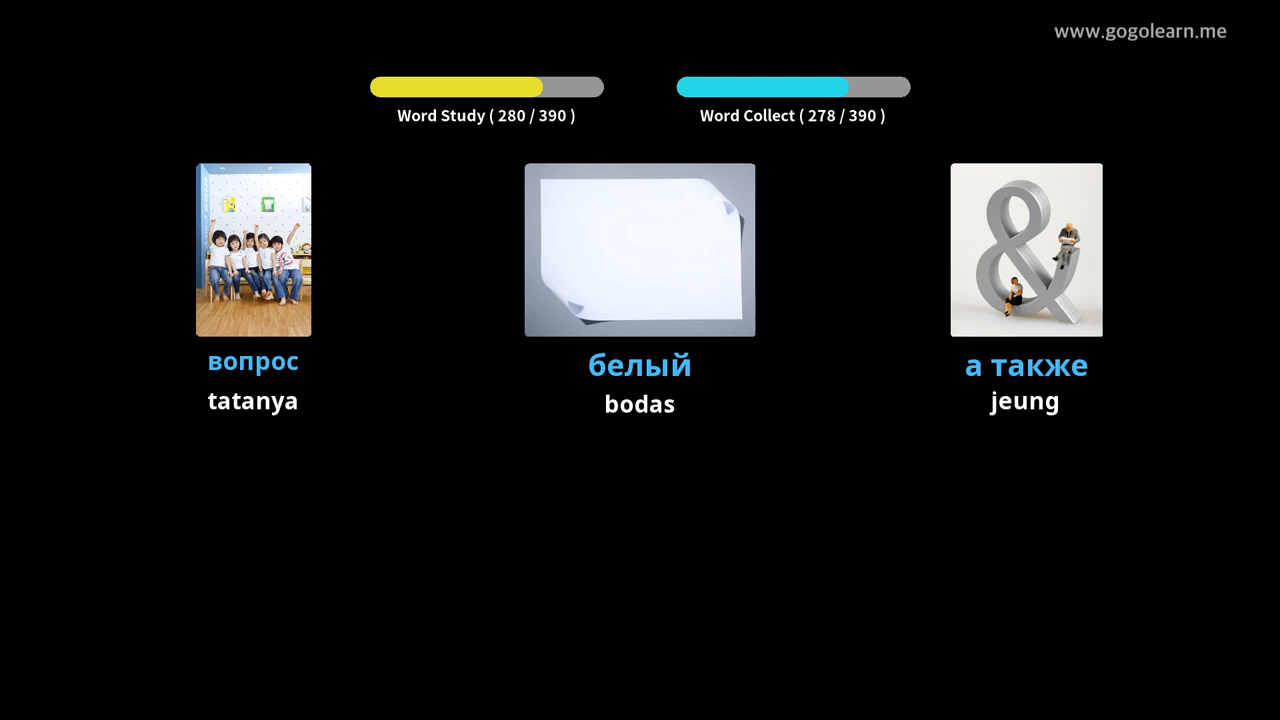 www.gogolearn.me
Word Study ( 280 / 390 )
Word Collect ( 278 / 390 )
вопрос
tatanya
белый
bodas
а также
jeung